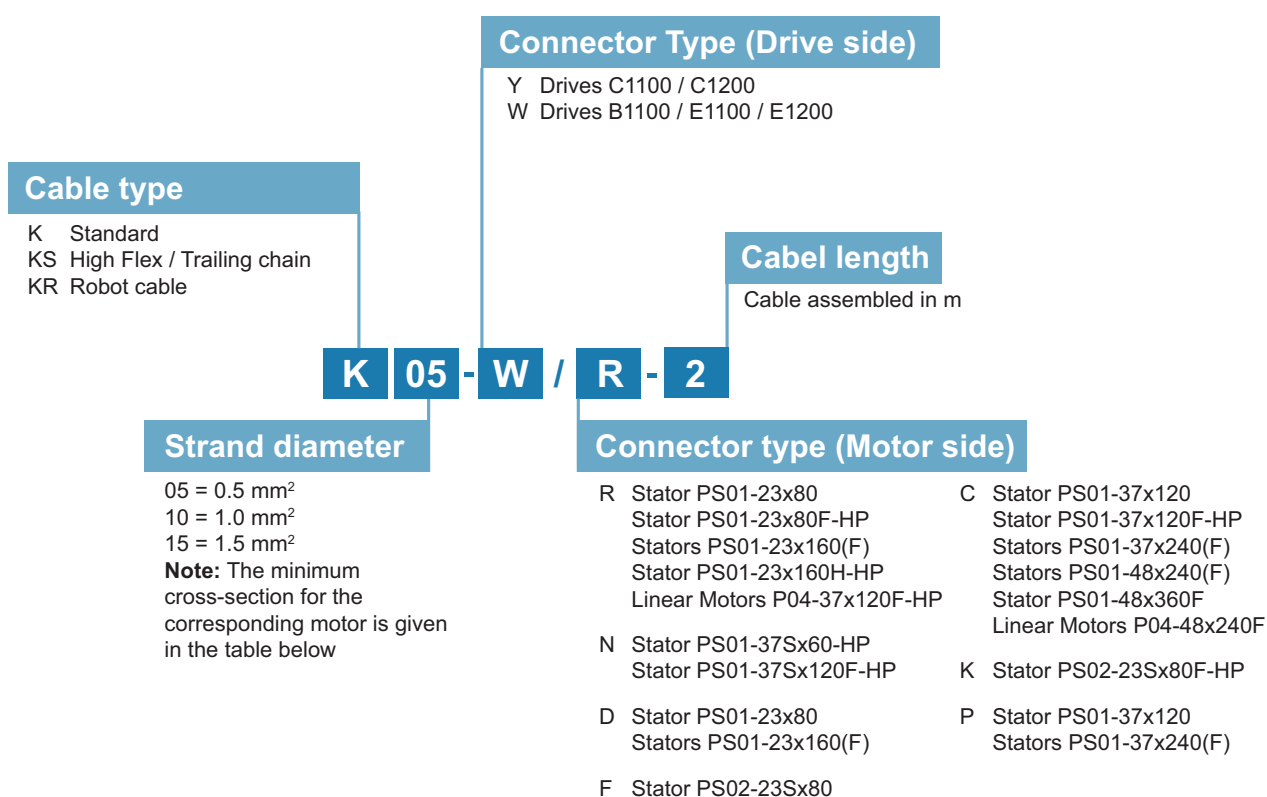 Connector Type (Drive side)
Y Drives C1100 / C1200
W Drives B1100 / E1100 / E1200
Cable type
K Standard
KS High Flex / Trailing chain
KR Robot cable
Cabel length
Cable assembled in m
K 05 - W / R - 2
Strand diameter
05 = 0.5 mm²
10 = 1.0 mm²
15 = 1.5 mm²
Note: The minimum
cross-section for the
corresponding motor is given
in the table below
Connector type (Motor side)
R Stator PS01-23x80
Stator PS01-23x80F-HP
Stators PS01-23x160(F)
Stator PS01-23x160H-HP
Linear Motors P04-37x120F-HP
N Stator PS01-37Sx60-HP
Stator PS01-37Sx120F-HP
D Stator PS01-23x80
Stators PS01-23x160(F)
F Stator PS02-23Sx80
C Stator PS01-37x120
Stator PS01-37x120F-HP
Stators PS01-37x240(F)
Stators PS01-48x240(F)
Stator PS01-48x360F
Linear Motors P04-48x240F
K Stator PS02-23Sx80F-HP
P Stator PS01-37x120
Stators PS01-37x240(F)